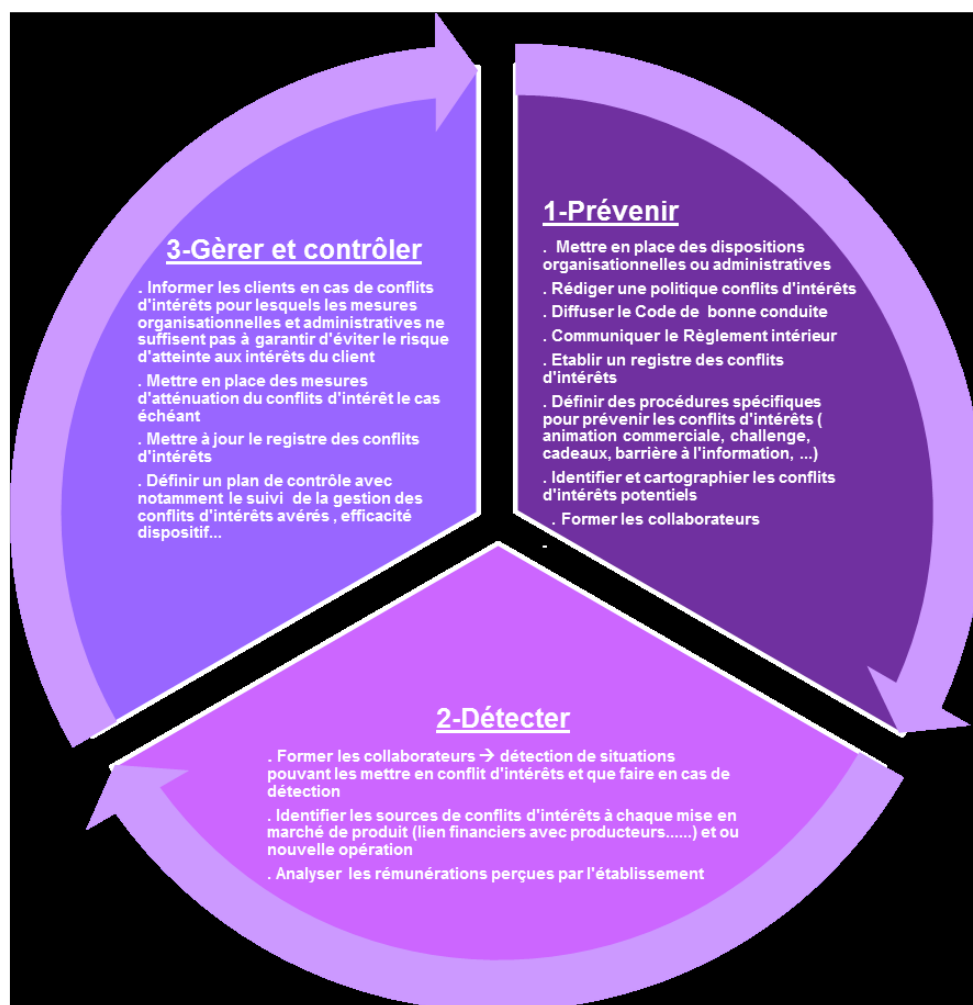 1-Prévenir
. Mettre en place des dispositions
organisationnelles ou administratives
. Rédiger une politique conflits d'intérêts
. Diffuser le Code de bonne conduite
. Communiquer le Règlement intérieur
. Etablir un registre des conflits
d'intérêts
. Définir des procédures spécifiques
pour prévenir les conflits d'intérêts (
animation commerciale, challenge,
cadeaux, barrière à l'information, ...)
. Identifier et cartographier les conflits
d'intérêts potentiels
. Former les collaborateurs
-
2-Détecter
. Former les collaborateurs → détection de situations
pouvant les mettre en conflit d'intérêts et que faire en cas de
détection
. Identifier les sources de conflits d'intérêts à chaque mise en
marché de produit (lien financiers avec producteurs......) et ou
nouvelle opération
. Analyser les rémunérations perçues par l'établissement
3-Gèrer et contrôler
. Informer les clients en cas de conflits
d'intérêts pour lesquels les mesures
organisationnelles et administratives ne
suffisent pas à garantir d'éviter le risque
d'atteinte aux intérêts du client
. Mettre en place des mesures
d'atténuation du conflits d'intérêt le cas
échéant
. Mettre à jour le registre des conflits
d'intérêts
. Définir un plan de contrôle avec
notamment le suivi de la gestion des
conflits d'intérêts avérés , efficacité
dispositif...